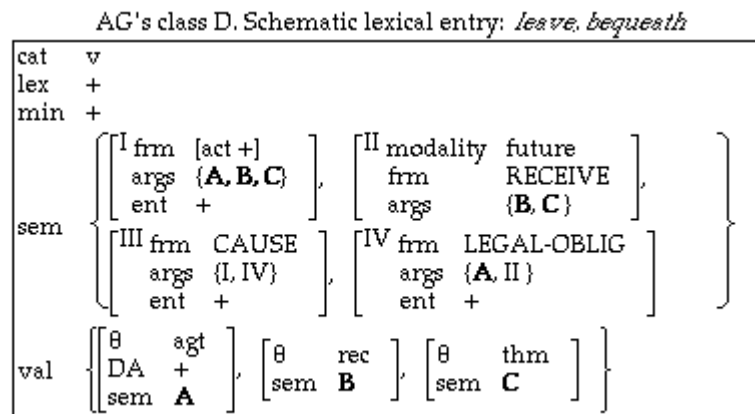 AG's class D. Schematic lexical entry: leave, bequeath
cat v
lex +
min +
sem { [ I frm [act +] ], [ II modality future ],
args {A, B, C} frm RECEIVE
ent + args {B, C}
[ III frm CAUSE ], [ IV frm LEGAL-OBLIG ] }
args {I, IV} args {A, II}
ent + ent +
val { [ θ agt ], [ θ rec ], [ θ thm ] }
DA + sem B sem C
sem A